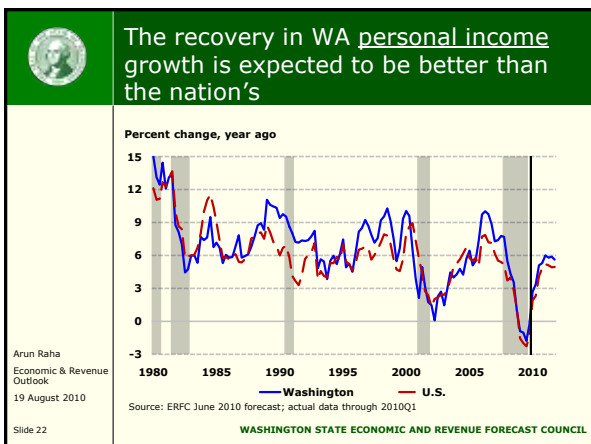 The recovery in WA personal income
growth is expected to be better than
the nation's
Percent change, year ago
15
12
9
6
3
0
-3
1980 1985 1990 1995 2000 2005 2010
Washington U.S.
Source: ERFC June 2010 forecast; actual data through 2010Q1
Arun Raha
Economic & Revenue
Outlook
19 August 2010
Slide 22
WASHINGTON STATE ECONOMIC AND REVENUE FORECAST COUNCIL